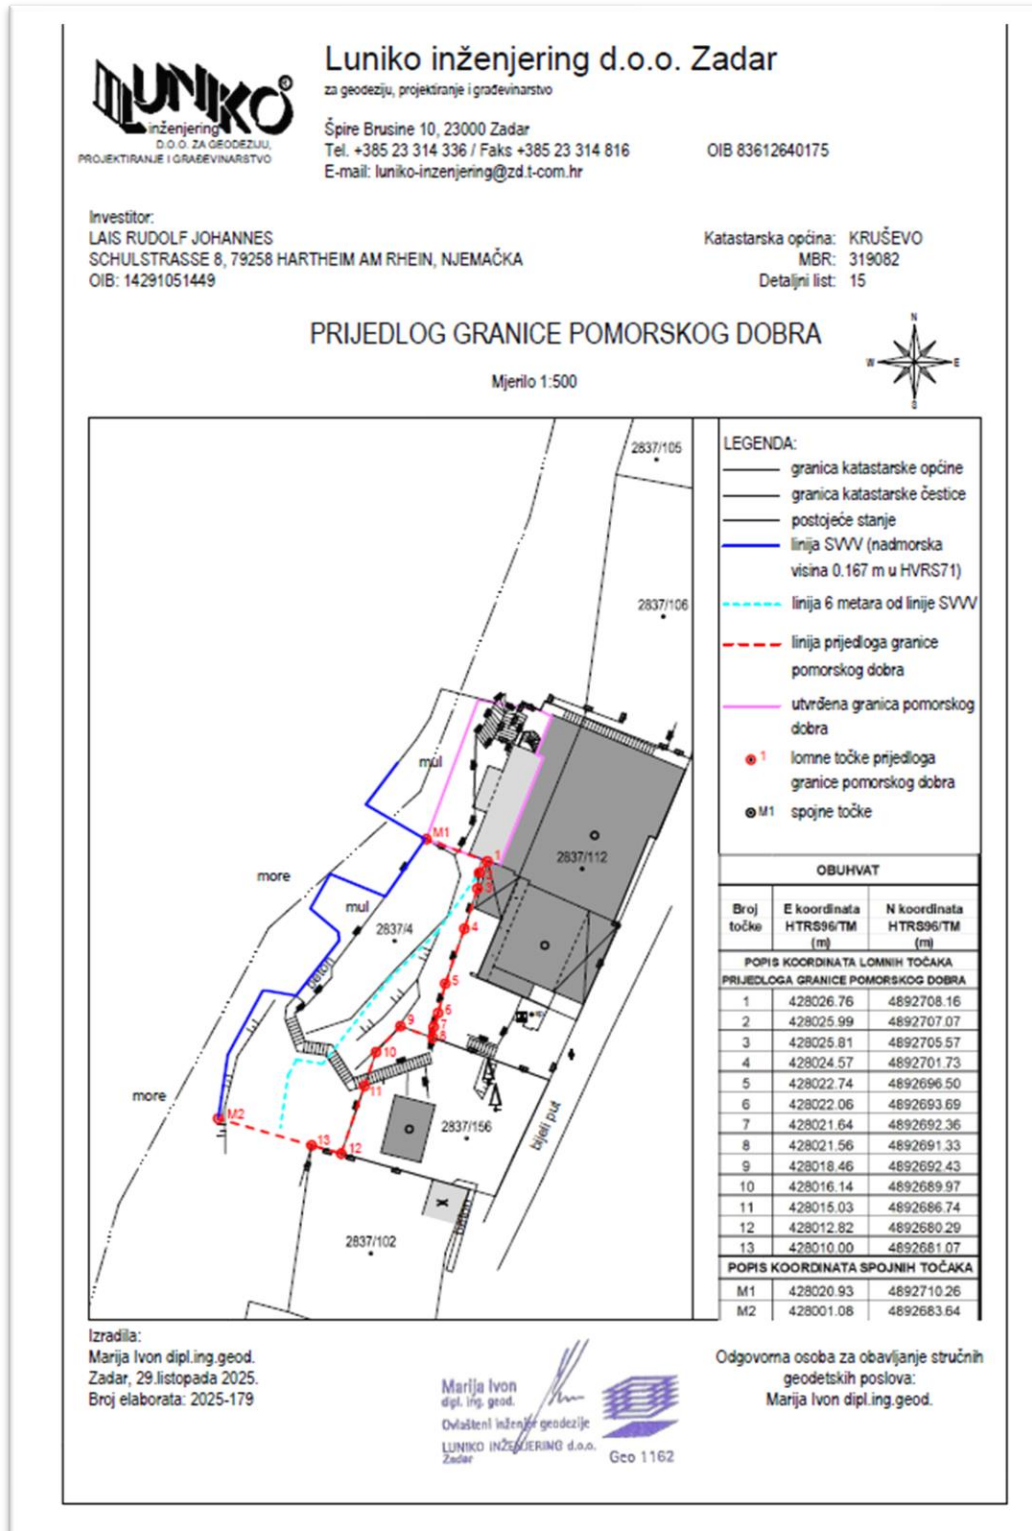 LUNIKO®
inženjering
D.O.O. ZA GEODEZIJU,
PROJEKTIRANJE I GRAĐEVINARSTVO
Luniko inženjering d.o.o. Zadar
za geodeziju, projektiranje i građevinarstvo
Špire Brusine 10, 23000 Zadar
Tel. +385 23 314 336 / Faks +385 23 314 816
OIB 83612640175
E-mail: luniko-inzenjering@zd.t-com.hr
Investitor:
LAIS RUDOLF JOHANNES
SCHULSTRASSE 8, 79258 HARTHEIM AM RHEIN, NJEMAČKA
OIB: 14291051449
Katastarska općina: KRUŠEVO
MBR: 319082
Detaljni list: 15
PRIJEDLOG GRANICE POMORSKOG DOBRA
Mjerilo 1:500
N
W E
S
2837/105
2837/106
mul
M1
1
3
2837/112
more
mul
2837/4
4
beton
5
6
7
8
9
10
11
more
M2
13
12
2837/156
bijeli put
beton
2837/102
LEGENDA:
granica katastarske općine
granica katastarske čestice
postojeće stanje
linija SVVV (nadmorska
visina 0.167 m u HVRS71)
linija 6 metara od linije SVVV
linija prijedloga granice
pomorskog dobra
utvrđena granica pomorskog
dobra
1 lomne točke prijedloga
granice pomorskog dobra
M1 spojne točke
OBUHVAT
Broj točke E koordinata HTRS96/TM (m) N koordinata HTRS96/TM (m)
POPIS KOORDINATA LOMNIH TOČAKA
PRIJEDLOGA GRANICE POMORSKOG DOBRA
1 428026.76 4892708.16
2 428025.99 4892707.07
3 428025.81 4892705.57
4 428024.57 4892701.73
5 428022.74 4892696.50
6 428022.06 4892693.69
7 428021.64 4892692.36
8 428021.56 4892691.33
9 428018.46 4892692.43
10 428016.14 4892689.97
11 428015.03 4892686.74
12 428012.82 4892680.29
13 428010.00 4892681.07
POPIS KOORDINATA SPOJNIH TOČAKA
M1 428020.93 4892710.26
M2 428001.08 4892683.64
Izradila:
Marija Ivon dipl.ing.geod.
Zadar, 29.listopada 2025.
Broj elaborata: 2025-179
Marija Ivon
dipl. ing. geod.
Ovlašteni inženjer geodezije
LUNIKO INŽENJERING d.o.o.
Zadar
Geo 1162
Odgovorna osoba za obavljanje stručnih
geodetskih poslova:
Marija Ivon dipl.ing.geod.